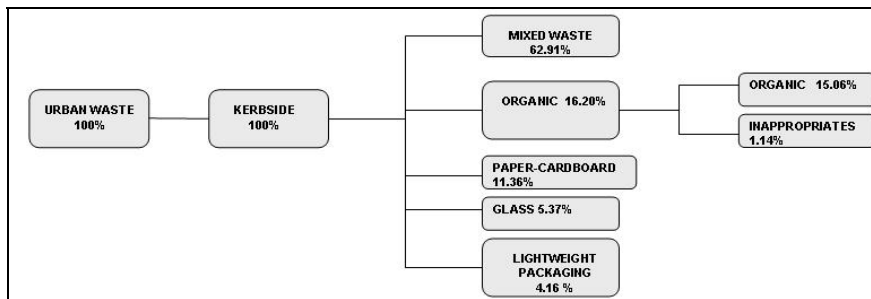 MIXED WASTE
62.91%
URBAN WASTE
100%
KERBSIDE
100%
ORGANIC 16.20%
ORGANIC 15.06%
INAPPROPRIATES
1.14%
PAPER-CARDBOARD
11.36%
GLASS 5.37%
LIGHTWEIGHT
PACKAGING
4.16 %